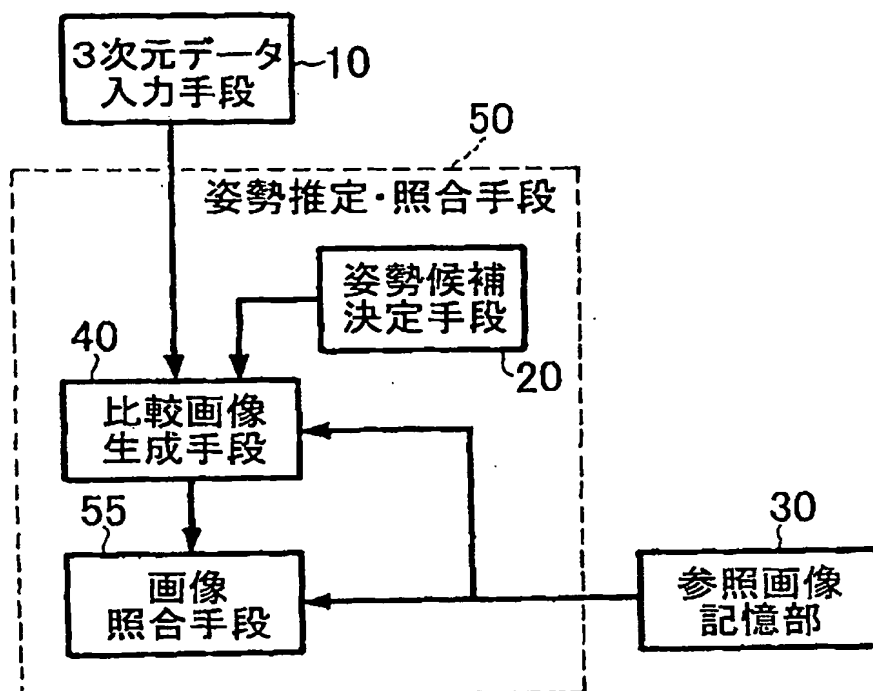 3次元データ
入力手段
10
50
姿勢推定・照合手段
姿勢候補
決定手段
20
40
比較画像
生成手段
55
画像
照合手段
30
参照画像
記憶部